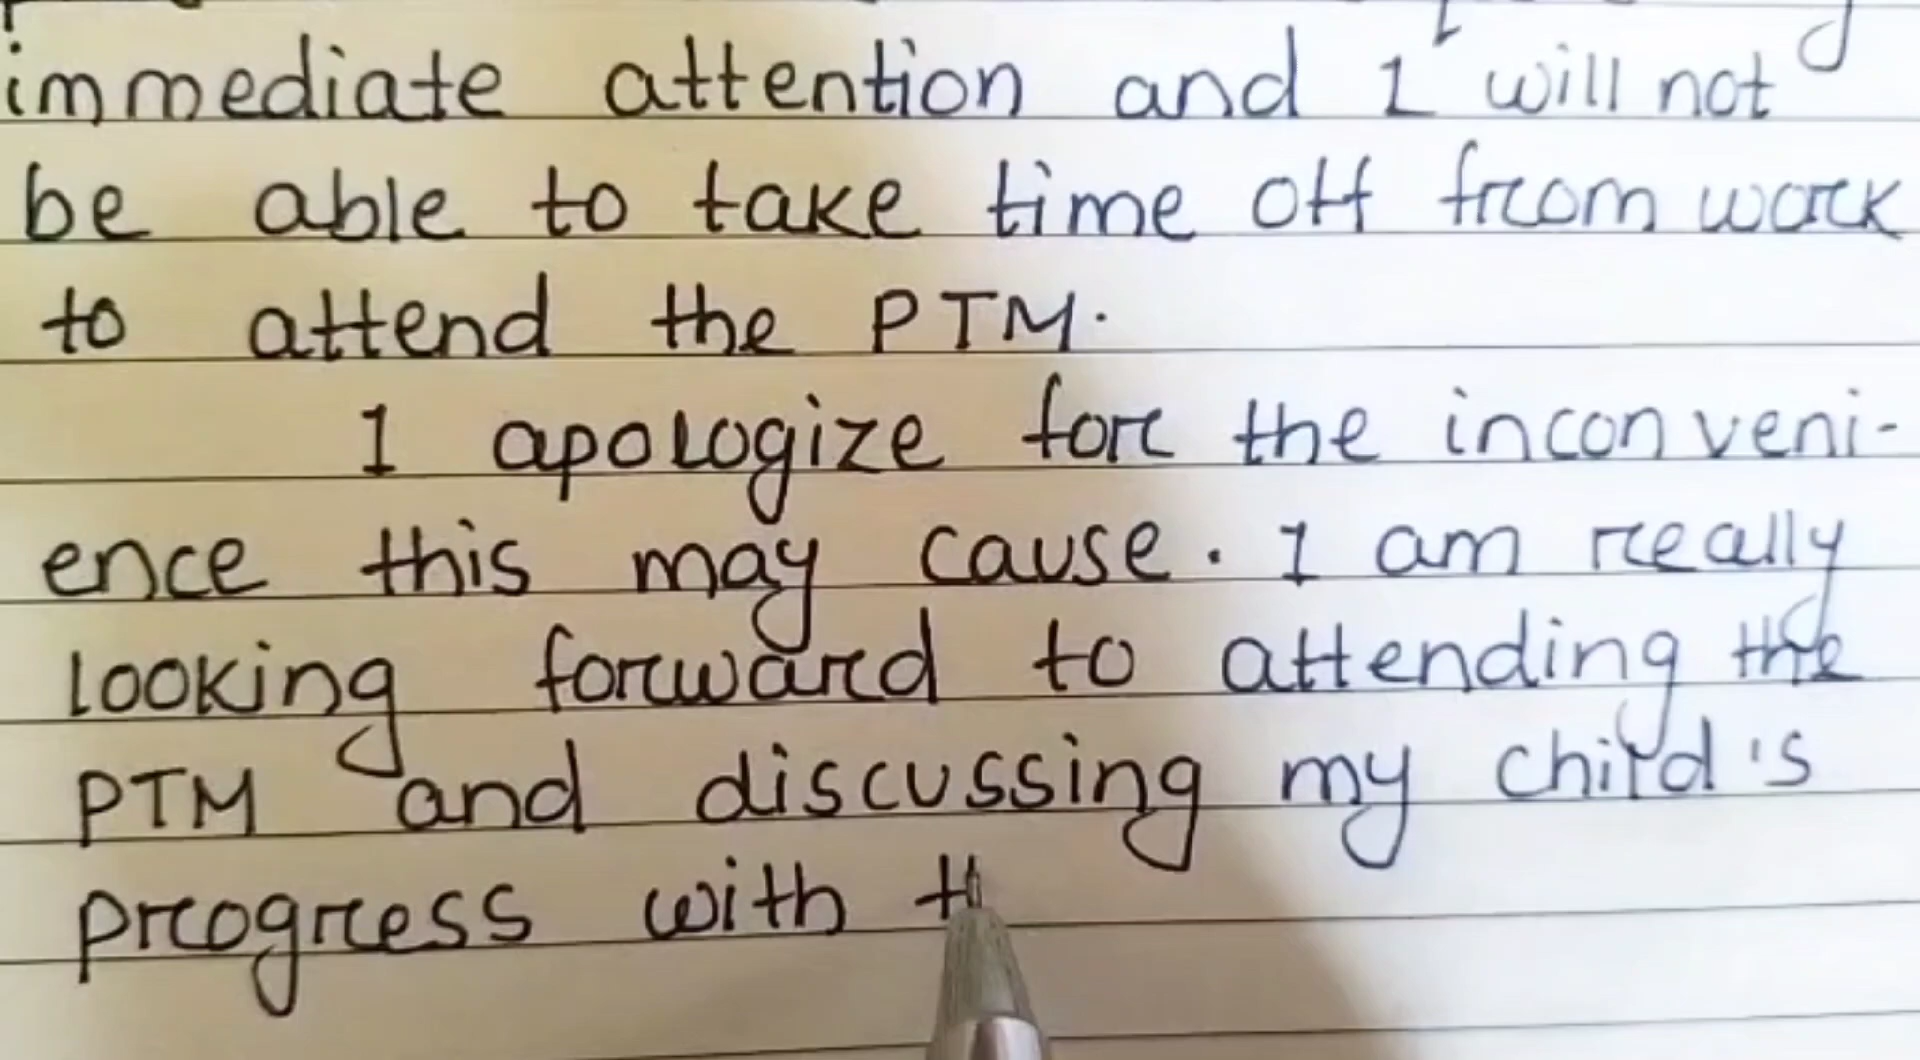 immediate attention and I will not
be able to take time off from work
to attend the PTM.
I apologize for the inconveni-
ence this may cause. I am really
looking forward to attending the
PTM and discussing my child's
progress with th